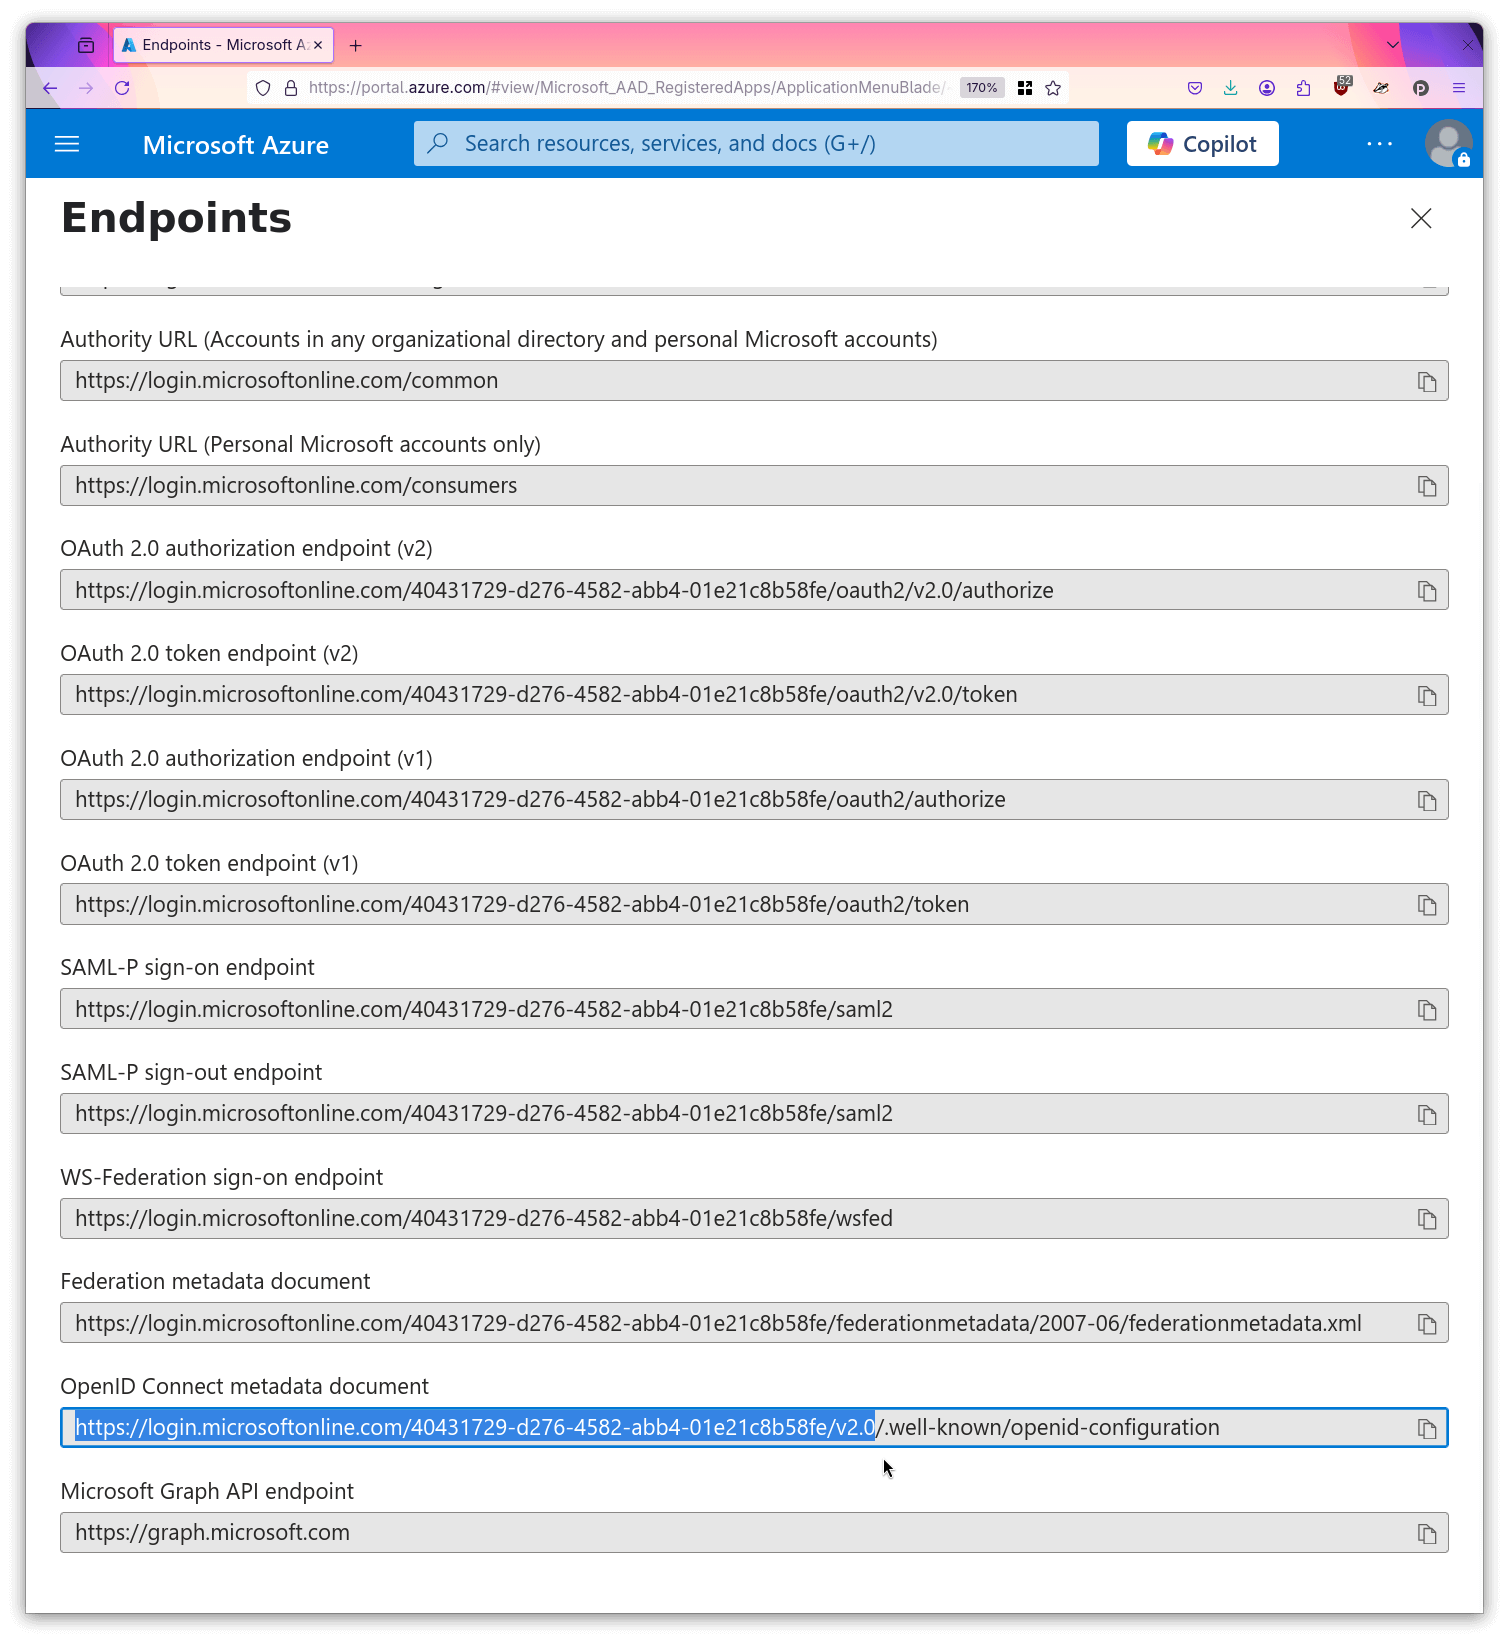 Endpoints - Microsoft A
https://portal.azure.com/#view/Microsoft_AAD_RegisteredApps/ApplicationMenuBlade/
170%
52
P
Microsoft Azure
Search resources, services, and docs (G+/)
Copilot
Endpoints
Authority URL (Accounts in any organizational directory and personal Microsoft accounts)
https://login.microsoftonline.com/common
Authority URL (Personal Microsoft accounts only)
https://login.microsoftonline.com/consumers
OAuth 2.0 authorization endpoint (v2)
https://login.microsoftonline.com/40431729-d276-4582-abb4-01e21c8b58fe/oauth2/v2.0/authorize
OAuth 2.0 token endpoint (v2)
https://login.microsoftonline.com/40431729-d276-4582-abb4-01e21c8b58fe/oauth2/v2.0/token
OAuth 2.0 authorization endpoint (v1)
https://login.microsoftonline.com/40431729-d276-4582-abb4-01e21c8b58fe/oauth2/authorize
OAuth 2.0 token endpoint (v1)
https://login.microsoftonline.com/40431729-d276-4582-abb4-01e21c8b58fe/oauth2/token
SAML-P sign-on endpoint
https://login.microsoftonline.com/40431729-d276-4582-abb4-01e21c8b58fe/saml2
SAML-P sign-out endpoint
https://login.microsoftonline.com/40431729-d276-4582-abb4-01e21c8b58fe/saml2
WS-Federation sign-on endpoint
https://login.microsoftonline.com/40431729-d276-4582-abb4-01e21c8b58fe/wsfed
Federation metadata document
https://login.microsoftonline.com/40431729-d276-4582-abb4-01e21c8b58fe/federationmetadata/2007-06/federationmetadata.xml
OpenID Connect metadata document
https://login.microsoftonline.com/40431729-d276-4582-abb4-01e21c8b58fe/v2.0/.well-known/openid-configuration
Microsoft Graph API endpoint
https://graph.microsoft.com